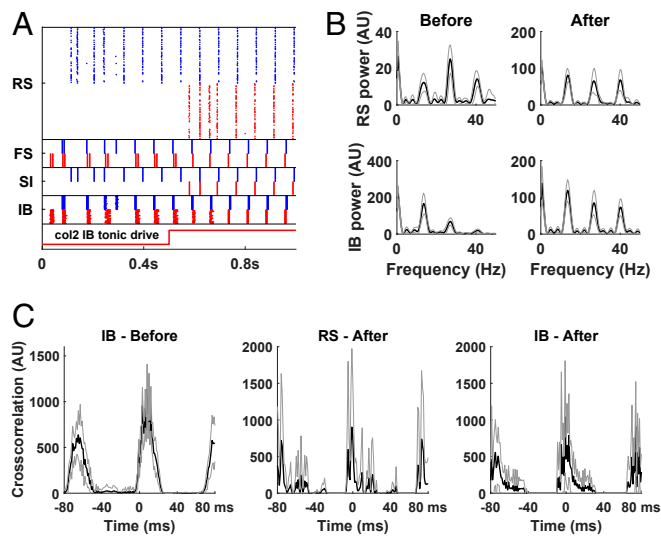 A
RS
FS
SI
IB
col2 IB tonic drive
0 0.4s 0.8s
B
Before After
RS power (AU)
100
50
0
0 40
200
100
0
0 40
IB power (AU)
400
200
0
0 40
200
100
0
0 40
Frequency (Hz) Frequency (Hz)
C
IB - Before RS - After IB - After
Crosscorrelation (AU)
1500
1000
500
0
-80 -40 0 40 80 ms
Time (ms)
2000
1500
1000
500
0
-80 -40 0 40 80 ms
Time (ms)
2000
1500
1000
500
0
-80 -40 0 40 80 ms
Time (ms)